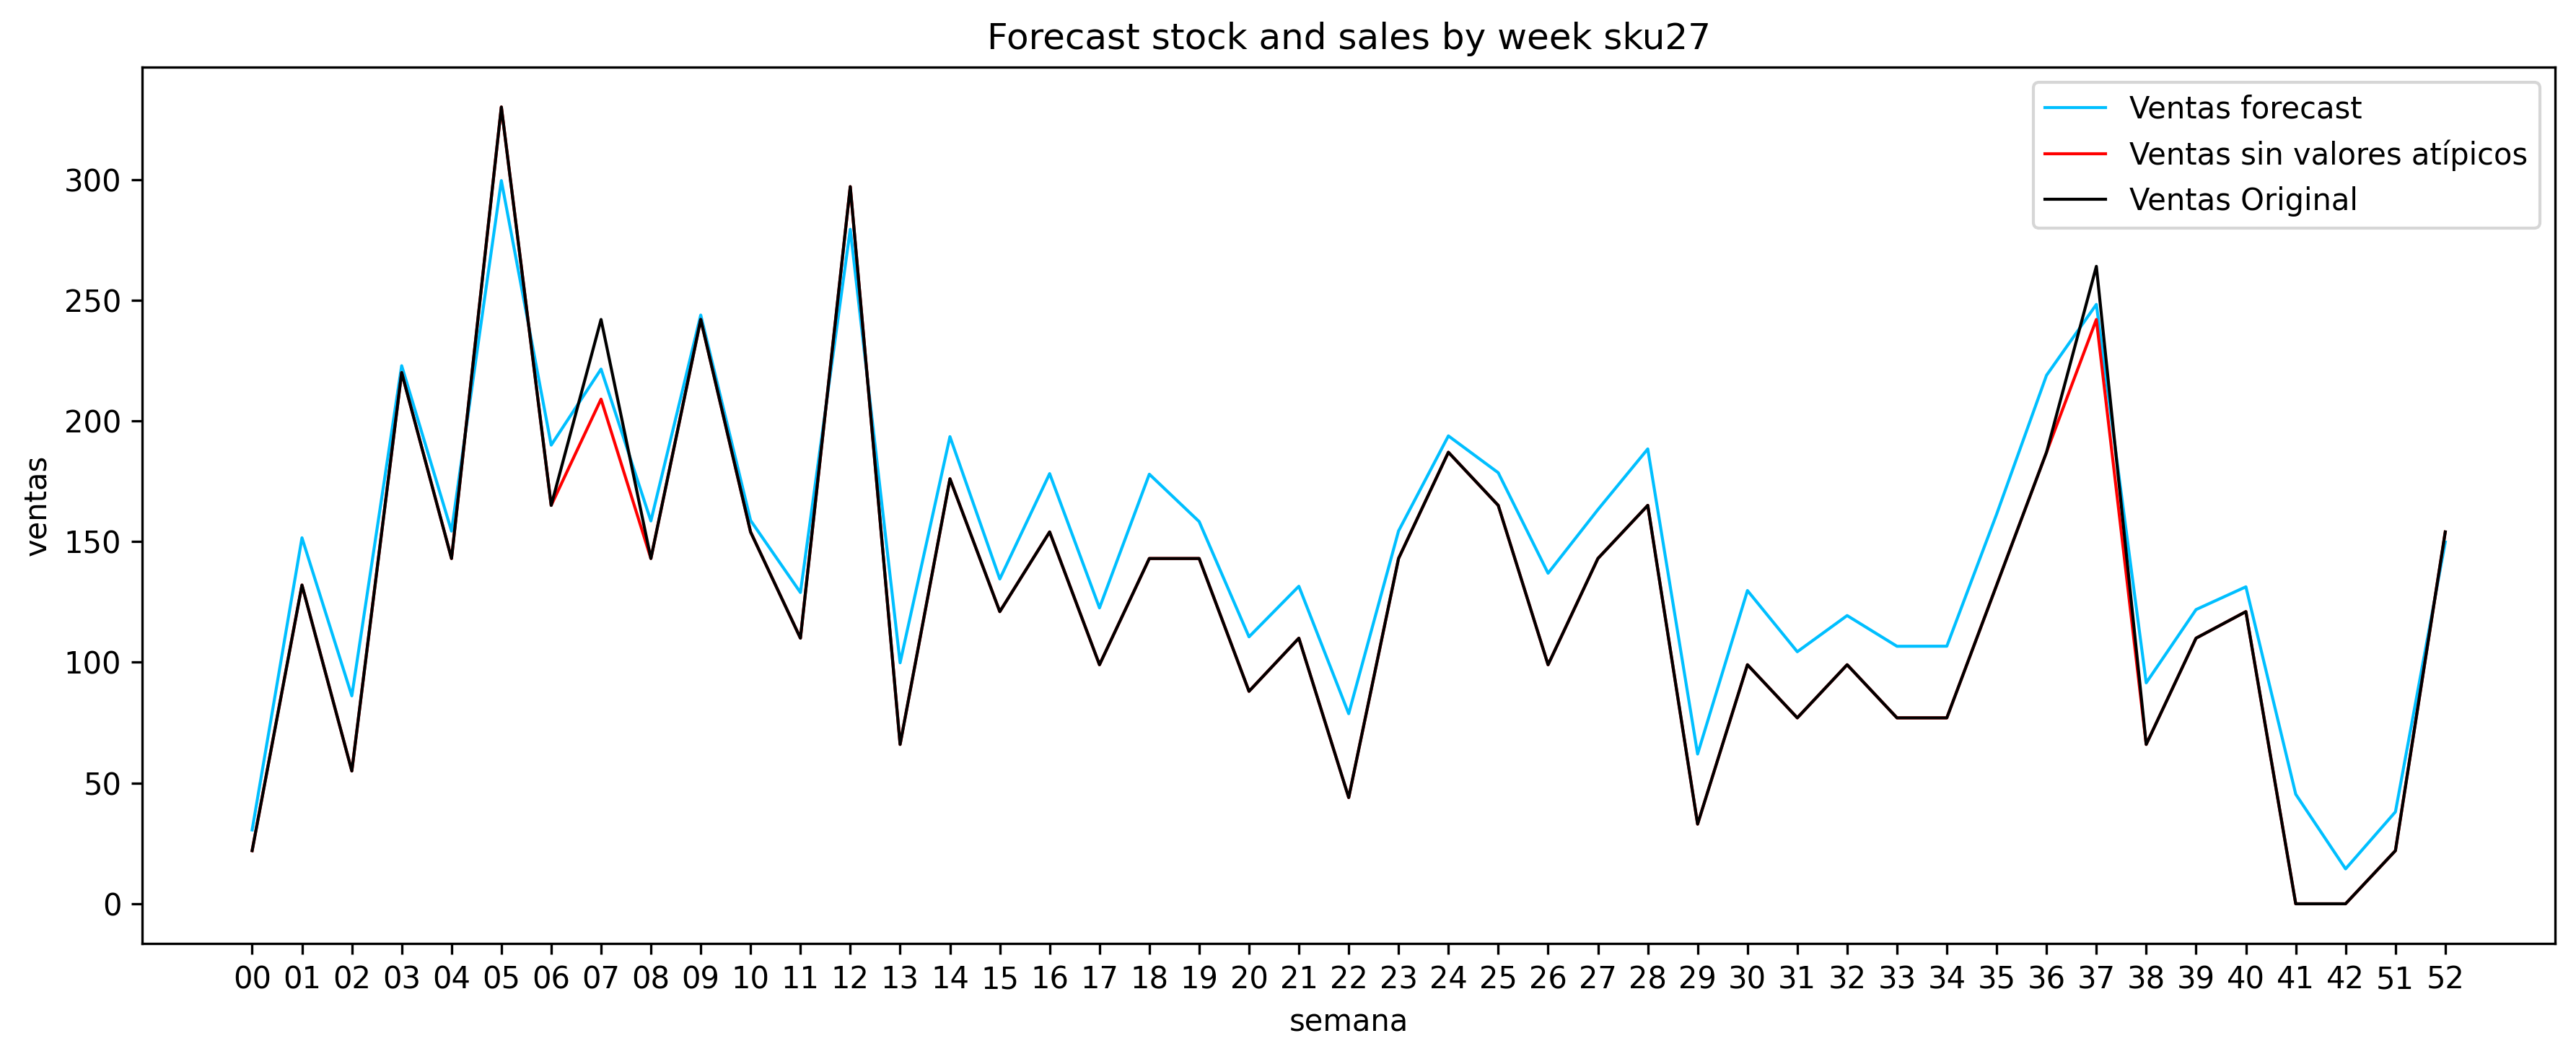 Forecast stock and sales by week sku27
Ventas forecast
Ventas sin valores atípicos
Ventas Original
ventas
300
250
200
150
100
50
0
00 01 02 03 04 05 06 07 08 09 10 11 12 13 14 15 16 17 18 19 20 21 22 23 24 25 26 27 28 29 30 31 32 33 34 35 36 37 38 39 40 41 42 51 52
semana